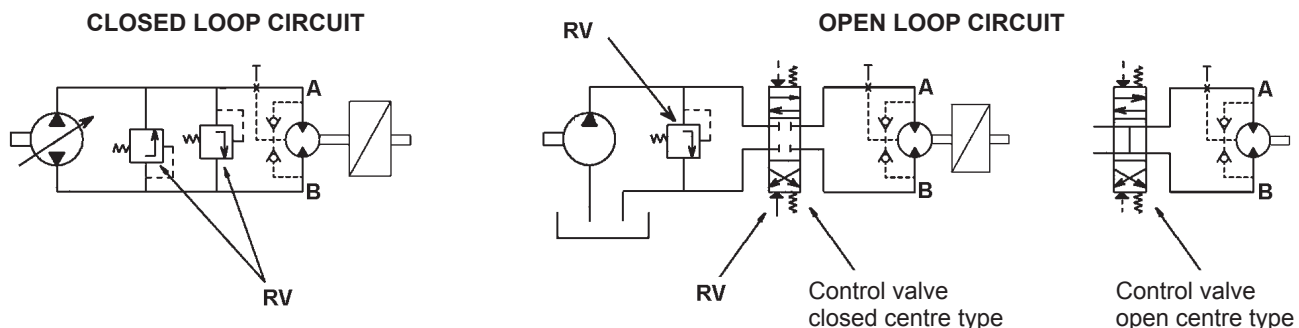 CLOSED LOOP CIRCUIT
OPEN LOOP CIRCUIT
RV
A
B
RV
A
B
RV
Control valve
closed centre type
A
B
Control valve
open centre type